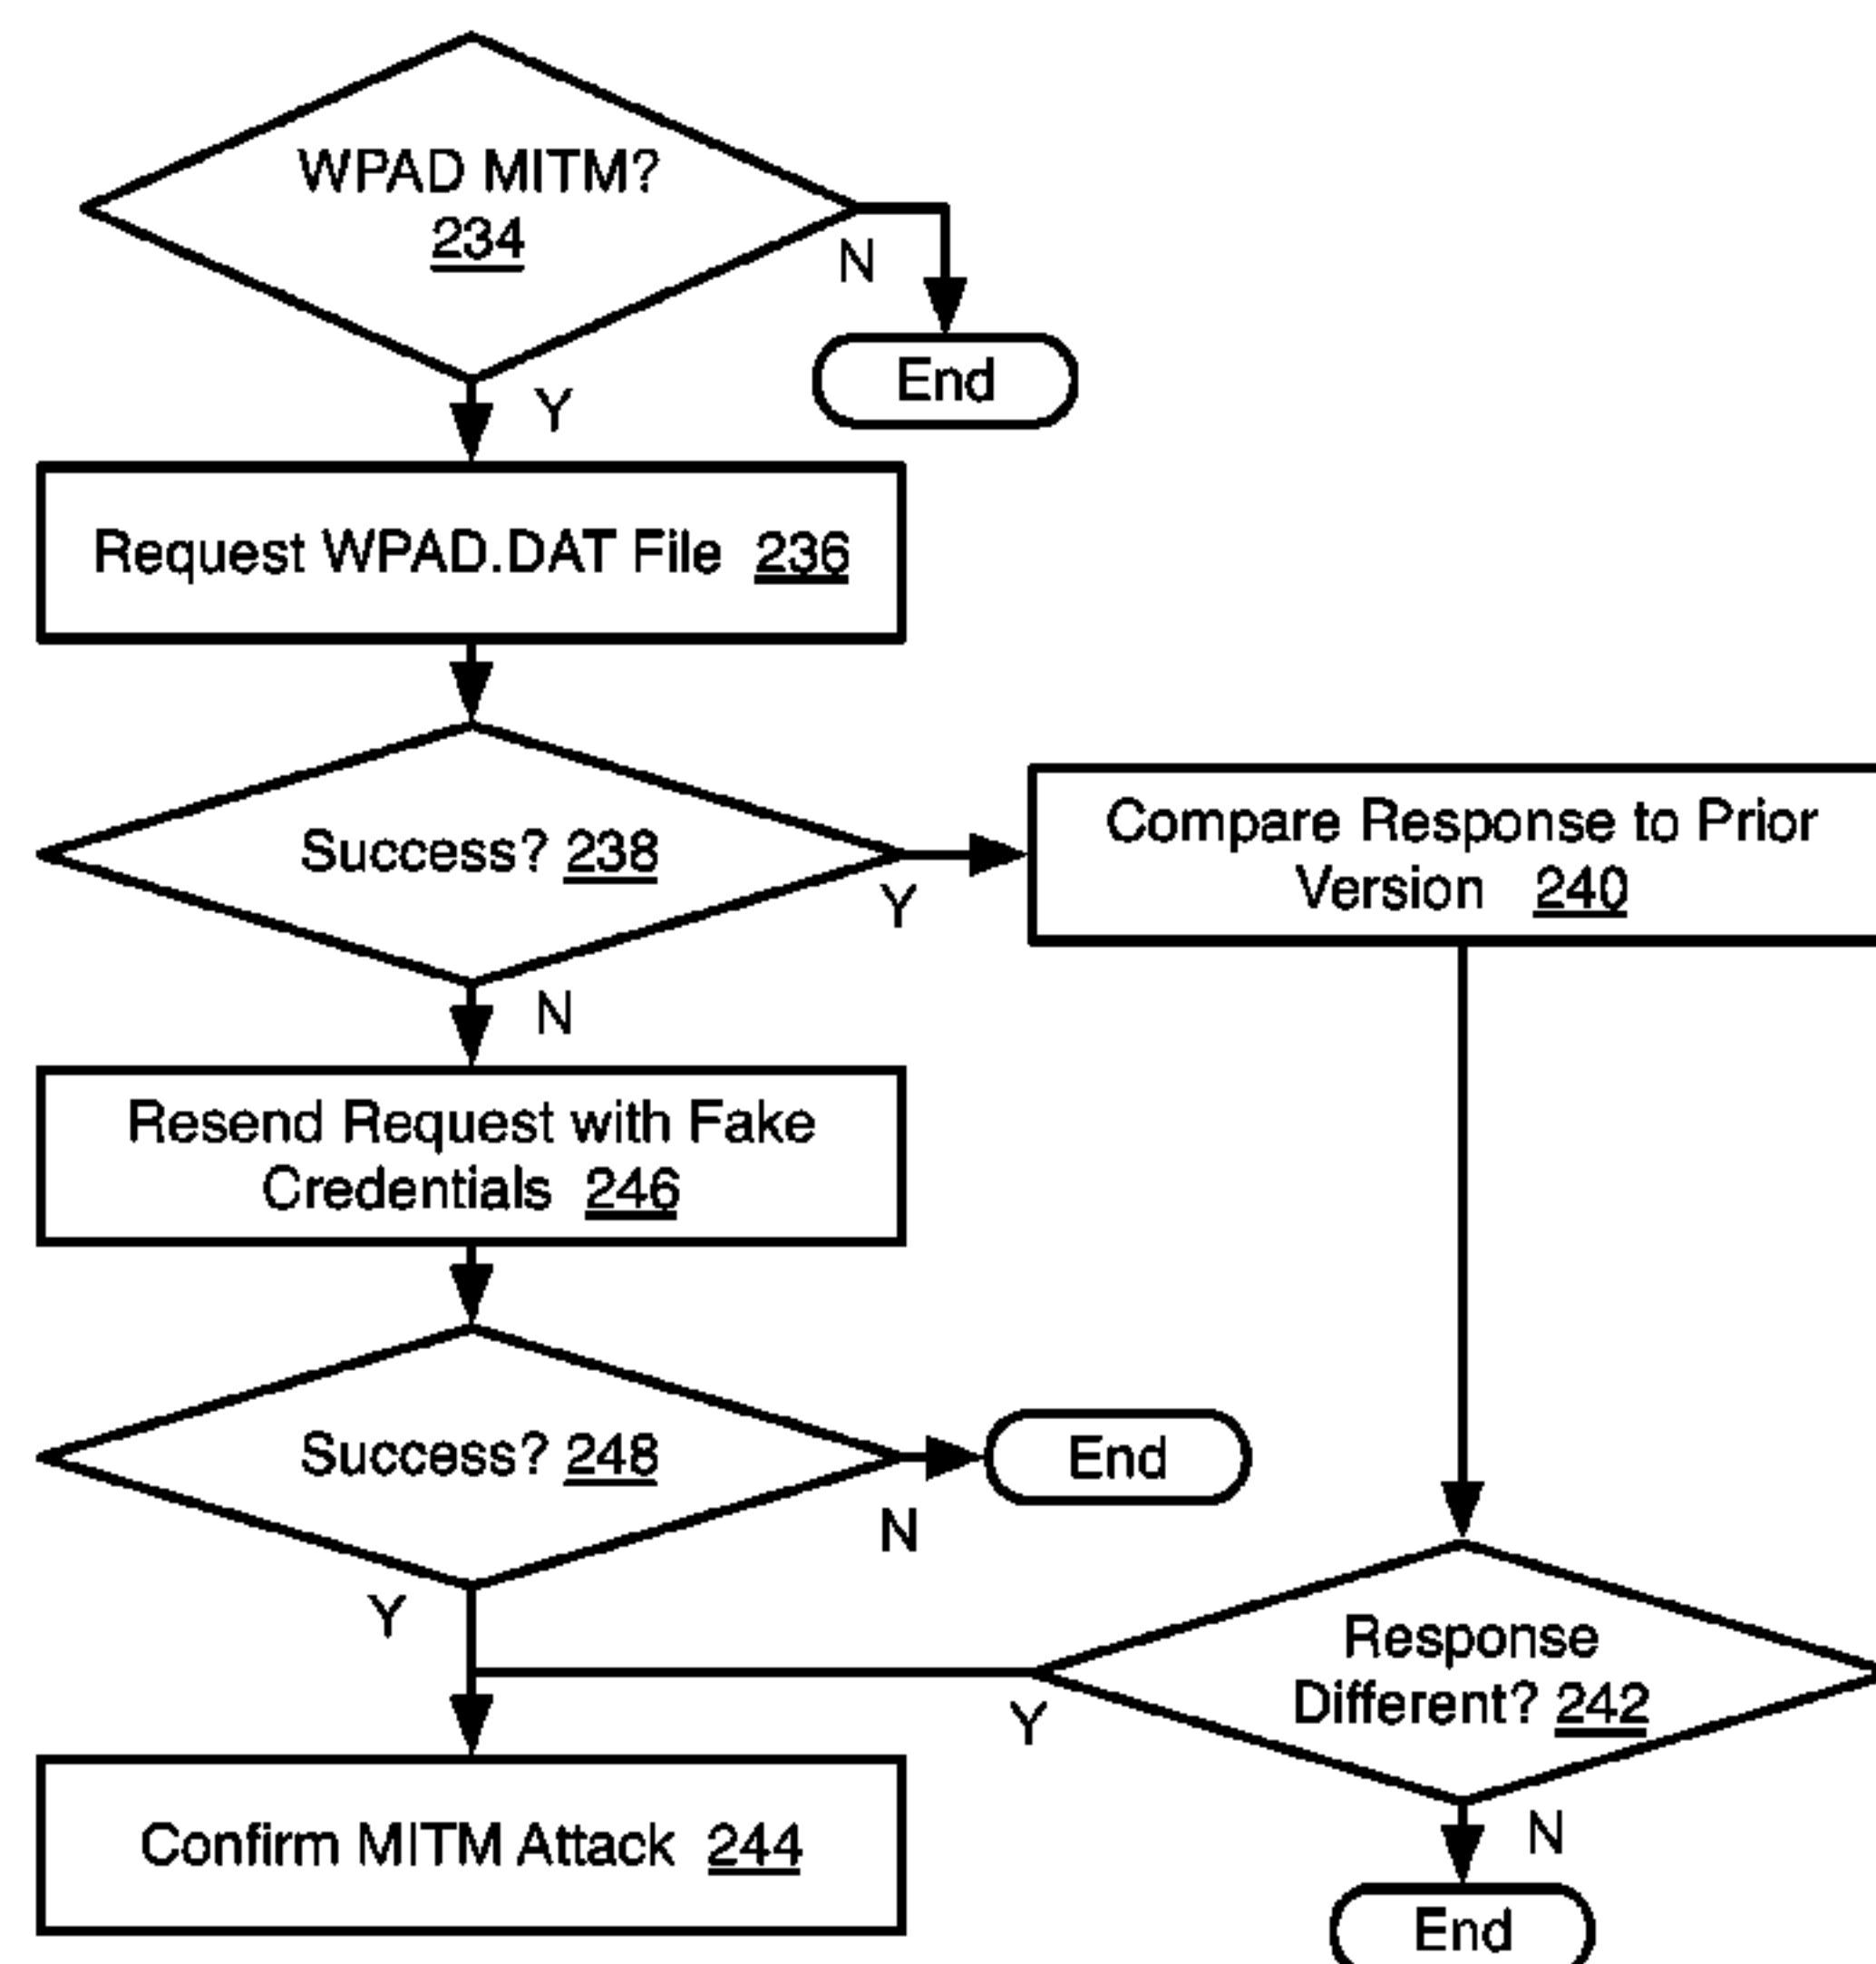 WPAD MITM?
234
N
End
Y
Request WPAD.DAT File 236
Success? 238
Y
Compare Response to Prior
Version 240
N
Resend Request with Fake
Credentials 246
Success? 248
N
End
Y
Response
Different? 242
Y
N
End
Confirm MITM Attack 244